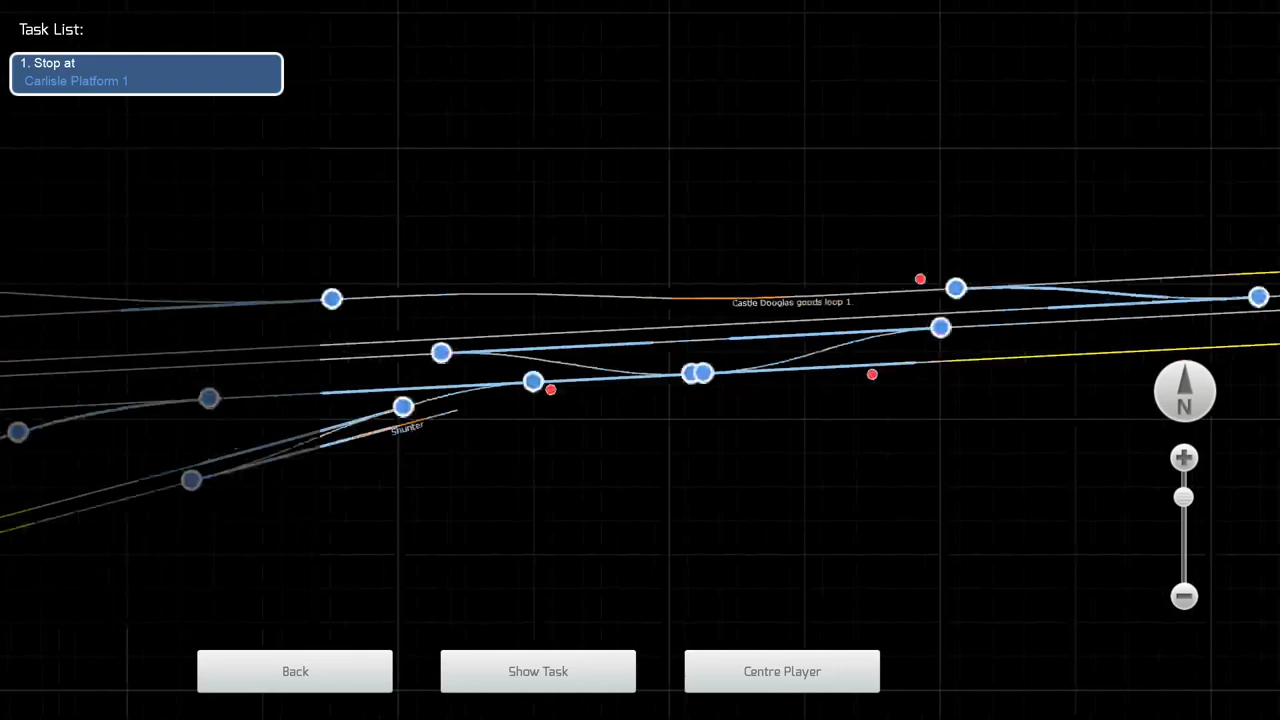 Task List:
1. Stop at
Carlisle Platform 1
Castle Douglas goods loop 1
Shunter
N
Back
Show Task
Centre Player